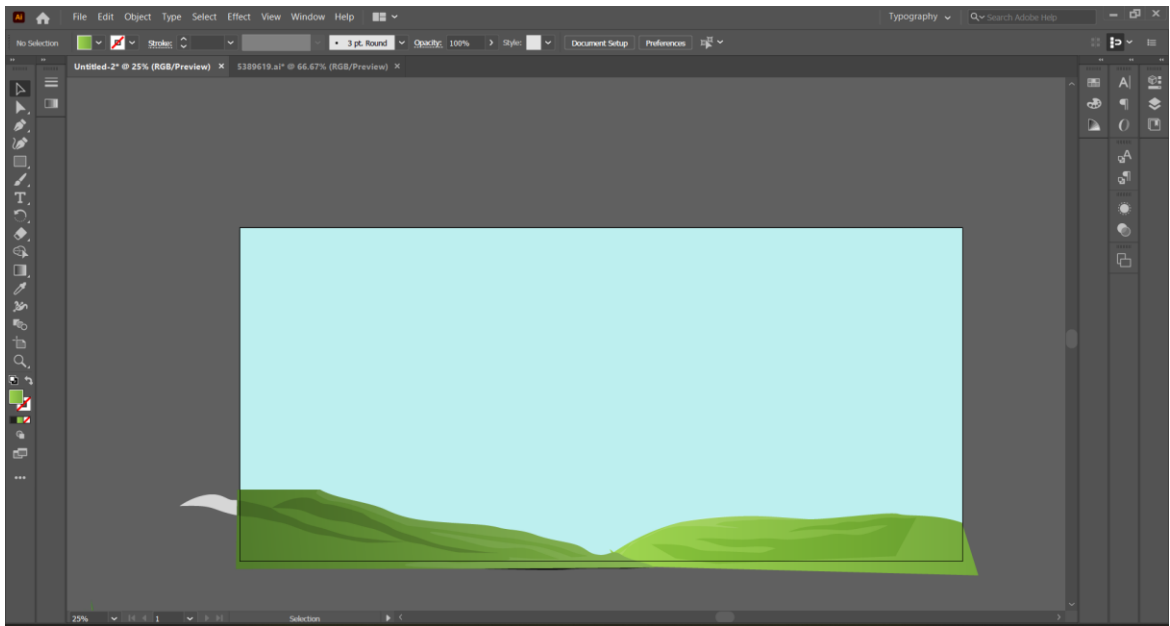 Ai File Edit Object Type Select Effect View Window Help Typography Search Adobe Help
No Selection Stroke: 3 pt. Round Opacity: 100% Style: Document Setup Preferences
Untitled-2* @ 25% (RGB/Preview) × 5389619.ai* @ 66.67% (RGB/Preview) ×
25% 1 Selection